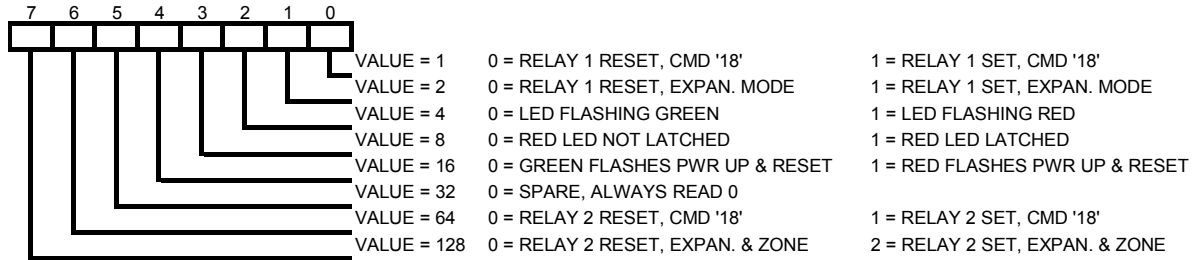 7 6 5 4 3 2 1 0
VALUE = 1 0 = RELAY 1 RESET, CMD '18' 1 = RELAY 1 SET, CMD '18'
VALUE = 2 0 = RELAY 1 RESET, EXPAN. MODE 1 = RELAY 1 SET, EXPAN. MODE
VALUE = 4 0 = LED FLASHING GREEN 1 = LED FLASHING RED
VALUE = 8 0 = RED LED NOT LATCHED 1 = RED LED LATCHED
VALUE = 16 0 = GREEN FLASHES PWR UP & RESET 1 = RED FLASHES PWR UP & RESET
VALUE = 32 0 = SPARE, ALWAYS READ 0
VALUE = 64 0 = RELAY 2 RESET, CMD '18' 1 = RELAY 2 SET, CMD '18'
VALUE = 128 0 = RELAY 2 RESET, EXPAN. & ZONE 2 = RELAY 2 SET, EXPAN. & ZONE